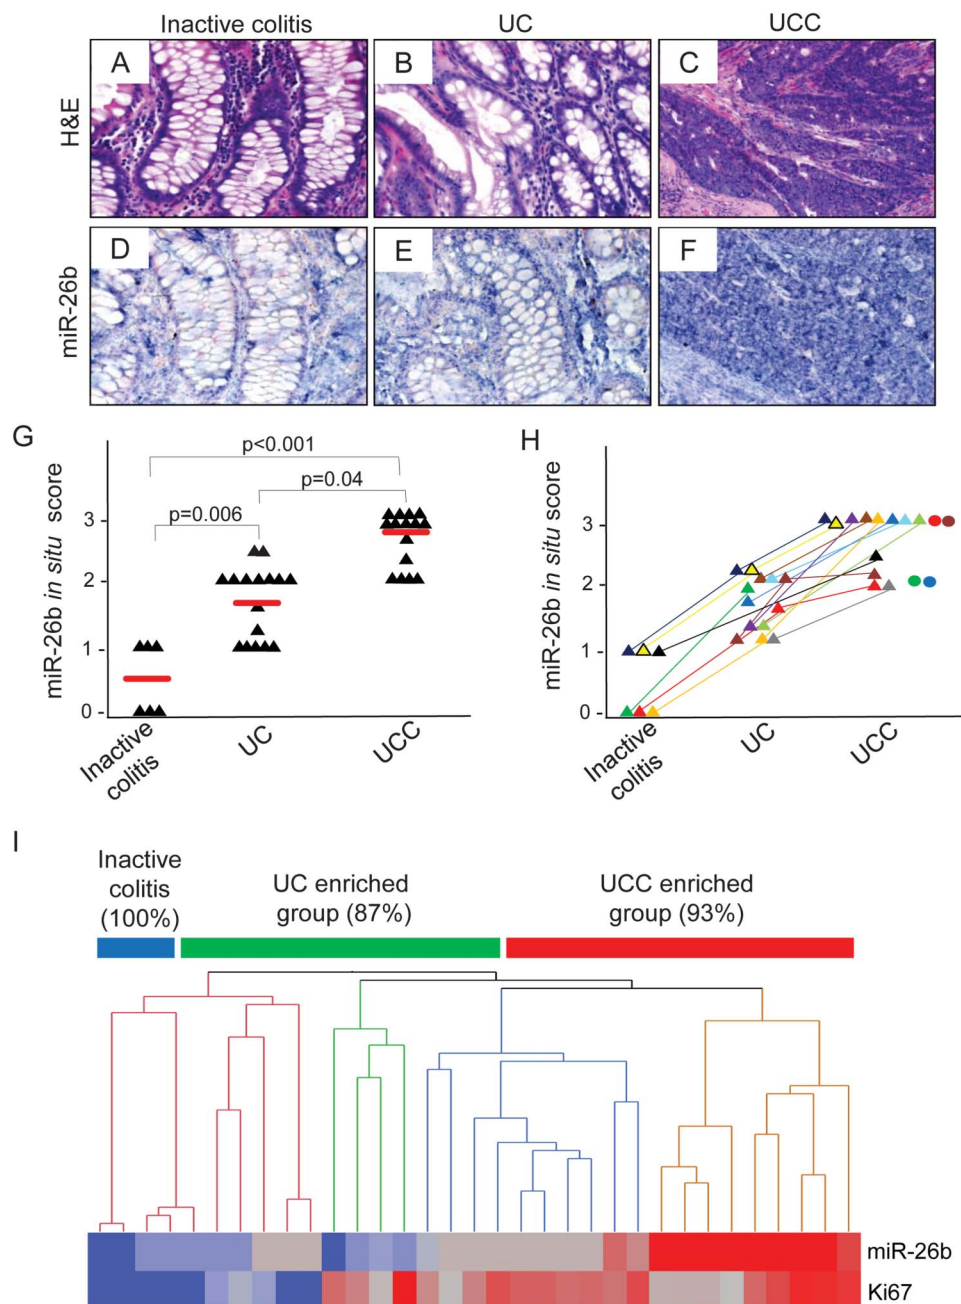 Inactive colitis UC UCC
H&E
A B C
miR-26b
D E F
G
miR-26b in situ score
p<0.001
p=0.04
p=0.006
3
2
1
0
Inactive
colitis
UC
UCC
H
miR-26b in situ score
3
2
1
0
Inactive
colitis
UC
UCC
I
Inactive
colitis
(100%)
UC enriched
group (87%)
UCC enriched
group (93%)
miR-26b
Ki67